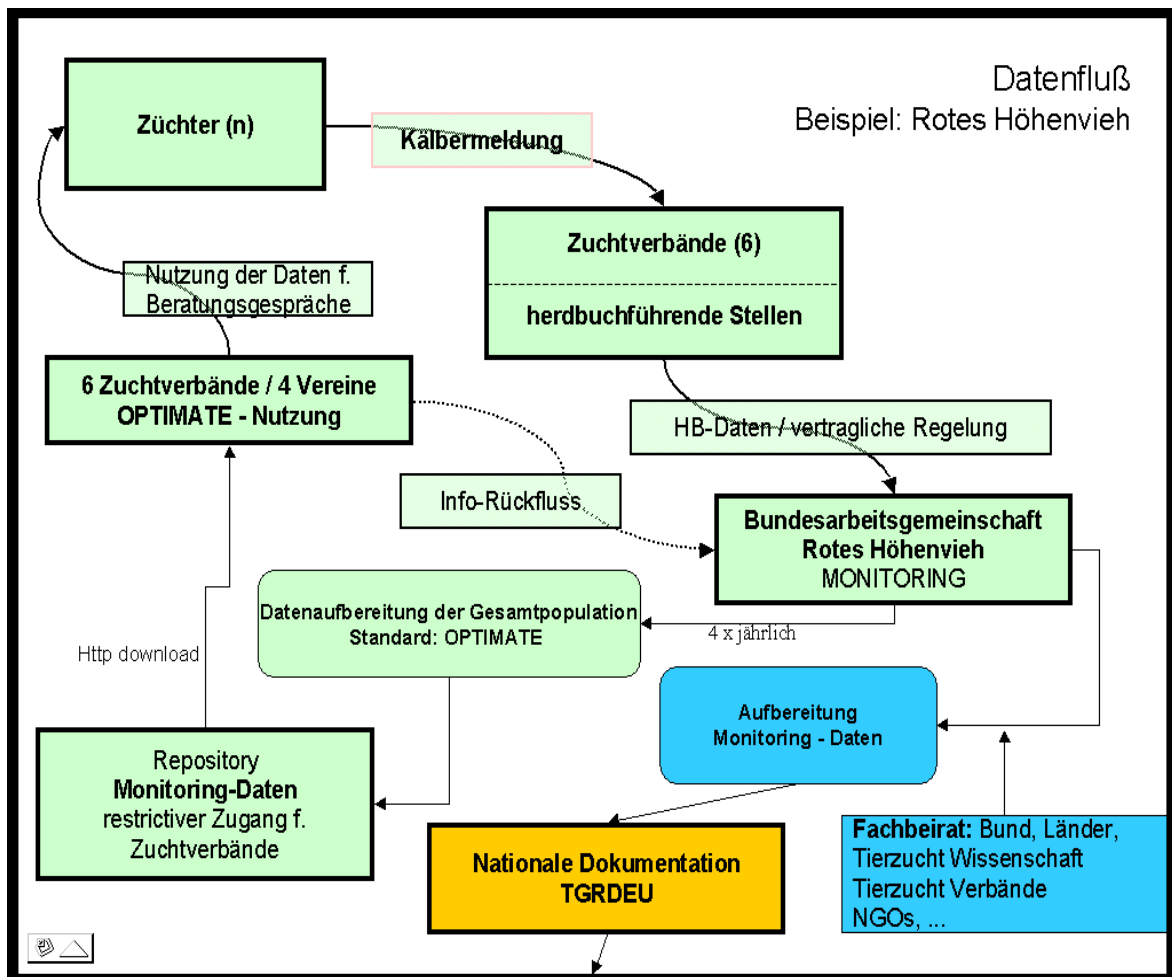 Datenfluß
Beispiel: Rotes Höhenvieh
Züchter (n)
Kälbermeldung
Zuchtverbände (6)
herdbuchführende Stellen
Nutzung der Daten f.
Beratungsgespräche
6 Zuchtverbände / 4 Vereine
OPTIMATE - Nutzung
HB-Daten / vertragliche Regelung
Info-Rückfluss
Bundesarbeitsgemeinschaft
Rotes Höhenvieh
MONITORING
Datenaufbereitung der Gesamtpopulation
Standard: OPTIMATE
4 x jährlich
Http download
Aufbereitung
Monitoring - Daten
Repository
Monitoring-Daten
restrictiver Zugang f.
Zuchtverbände
Nationale Dokumentation
TGRDEU
Fachbeirat: Bund, Länder,
Tierzucht Wissenschaft
Tierzucht Verbände
NGOs, ...